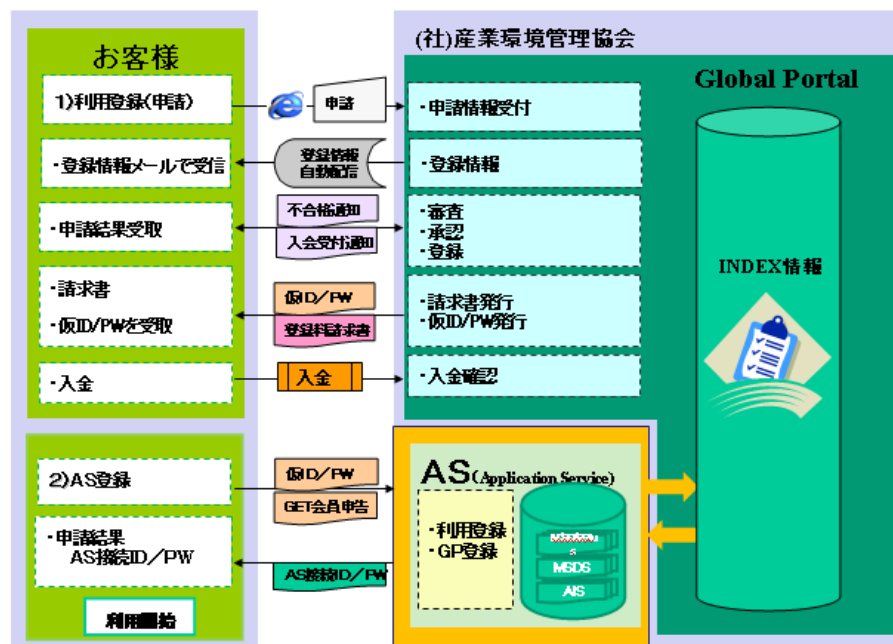 お客様
(社)産業環境管理協会
Global Portal
1)利用登録(申請)
申請
・申請情報受付
・登録情報メールで受信
登録情報
自動配信
・登録情報
・申請結果受取
不合格通知
入会受付通知
・審査
・承認
・登録
INDEX情報
・請求書
・仮ID/PWを受取
仮ID/PW
登録料請求書
・請求書発行
・仮ID/PW発行
・入金
入金
・入金確認
2)AS登録
仮ID/PW
GET会員申告
AS(Application Service)
・利用登録
・GP登録
MSDS
AIS
・申請結果
AS接続ID/PW
AS接続ID/PW
利用開始